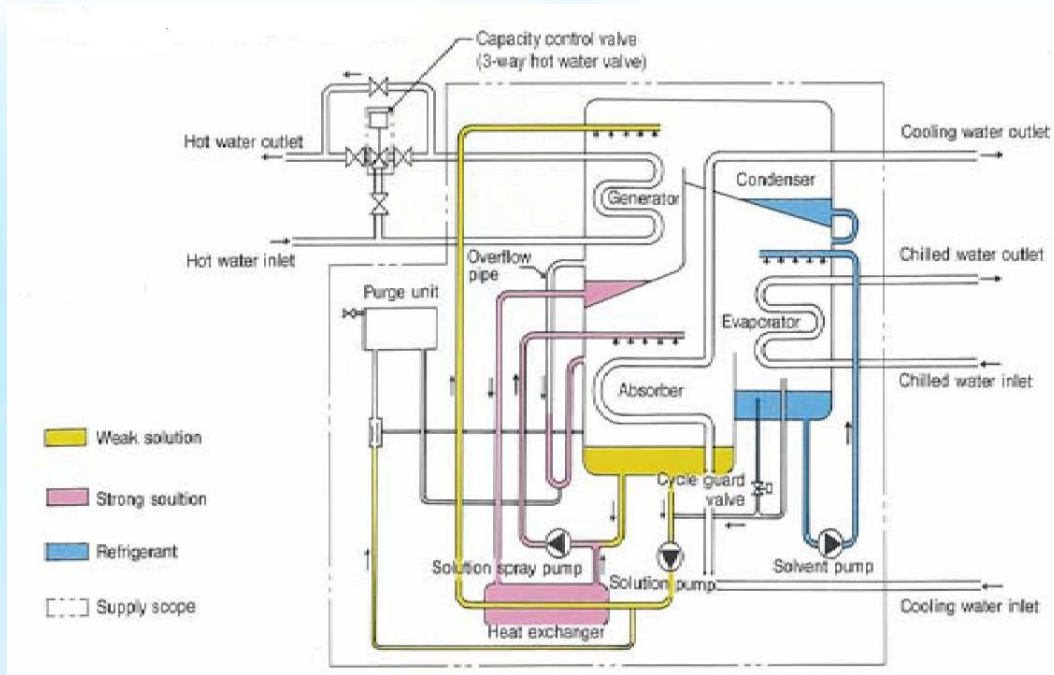 Capacity control valve
(3-way hot water valve)
Hot water outlet
Cooling water outlet
Condenser
Generator
Hot water inlet
Overflow
pipe
Chilled water outlet
Purge unit
Evaporator
Chilled water inlet
Absorber
Weak solution
Cycle guard
valve
Strong soultion
Refrigerant
Solution spray pump
Solution pump
Solvent pump
Supply scope
Cooling water inlet
Heat exchanger